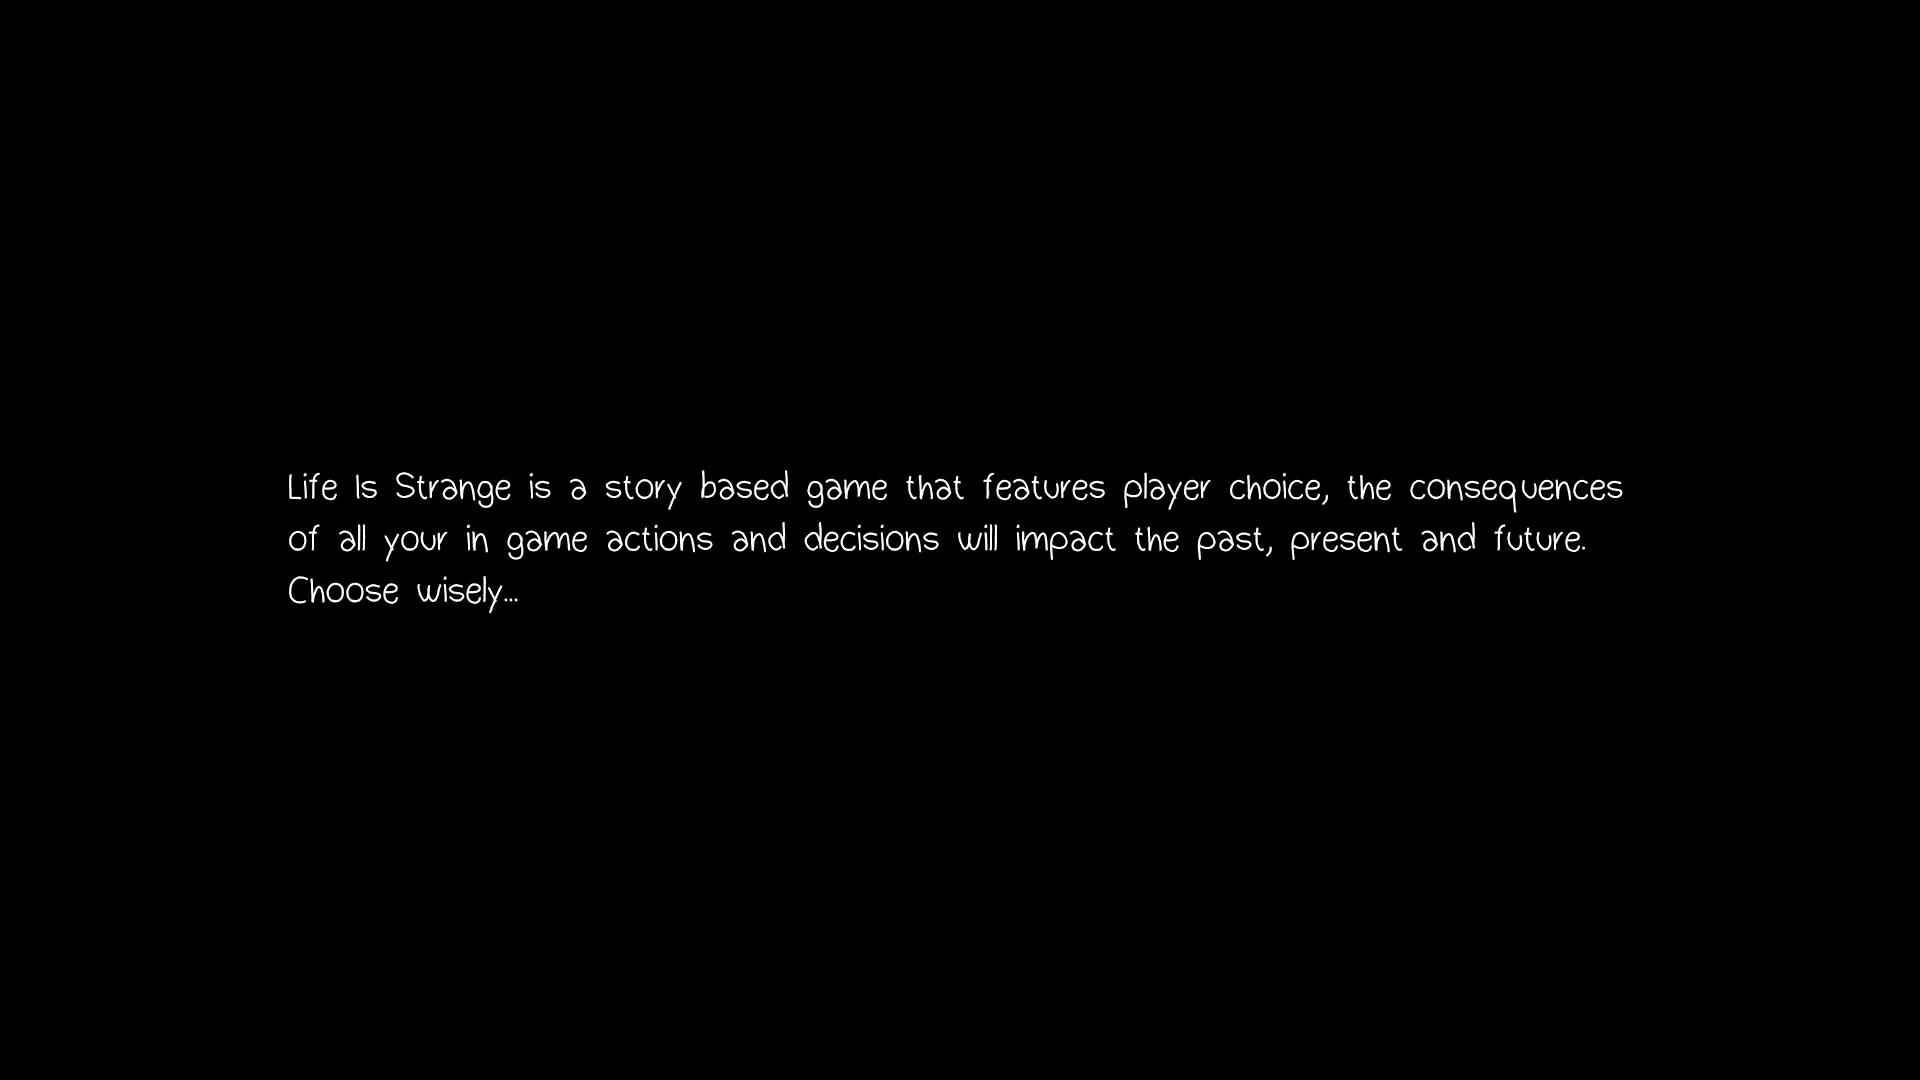 Life Is Strange is a story based game that features player choice, the consequences
of all your in game actions and decisions will impact the past, present and future.
Choose wisely...